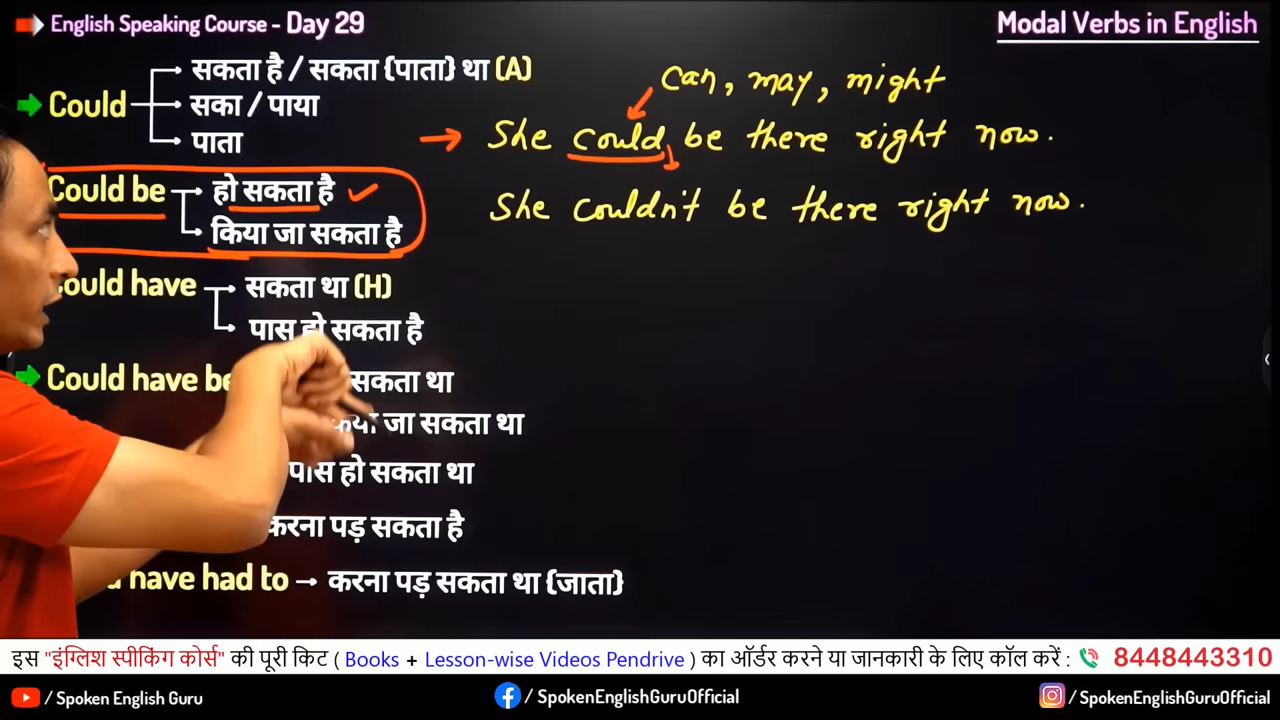 English Speaking Course - Day 29
Modal Verbs in English
Could
सकता है / सकता {पाता} था (A)
सका / पाया
पाता
can, may, might
She could be there right now.
She couldn't be there right now.
Could be
हो सकता है
किया जा सकता है
Could have
सकता था (H)
पास हो सकता है
Could have be
सकता था
जा सकता था
पास हो सकता था
करना पड़ सकता है
have had to → करना पड़ सकता था {जाता}
इस "इंग्लिश स्पीकिंग कोर्स" की पूरी किट ( Books + Lesson-wise Videos Pendrive ) का ऑर्डर करने या जानकारी के लिए कॉल करें : 8448443310
/ Spoken English Guru
/ SpokenEnglishGuruOfficial
/ SpokenEnglishGuruOfficial